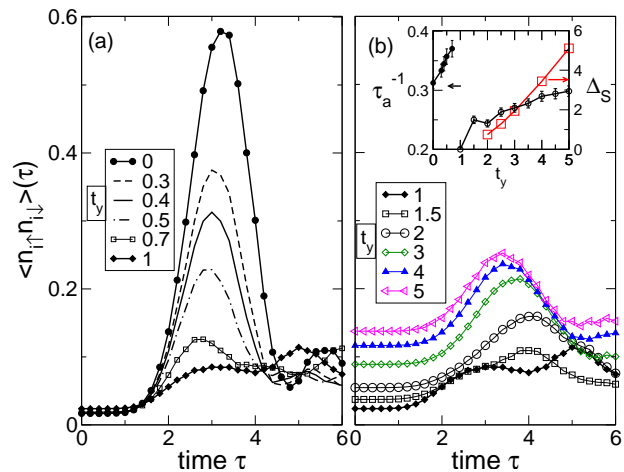 (a)
<n_{i↑}n_{i↓}>(τ)
0.6
0.4
0.2
0
t_y
0
0.3
0.4
0.5
0.7
1
0 2 4 6
time τ
(b)
τ_a^{-1}
0.4
0.3
0.2
0 1 2 3 4 5
t_y
6
4
2
0
Δ_S
t_y
1
1.5
2
3
4
5
0 2 4 6
time τ